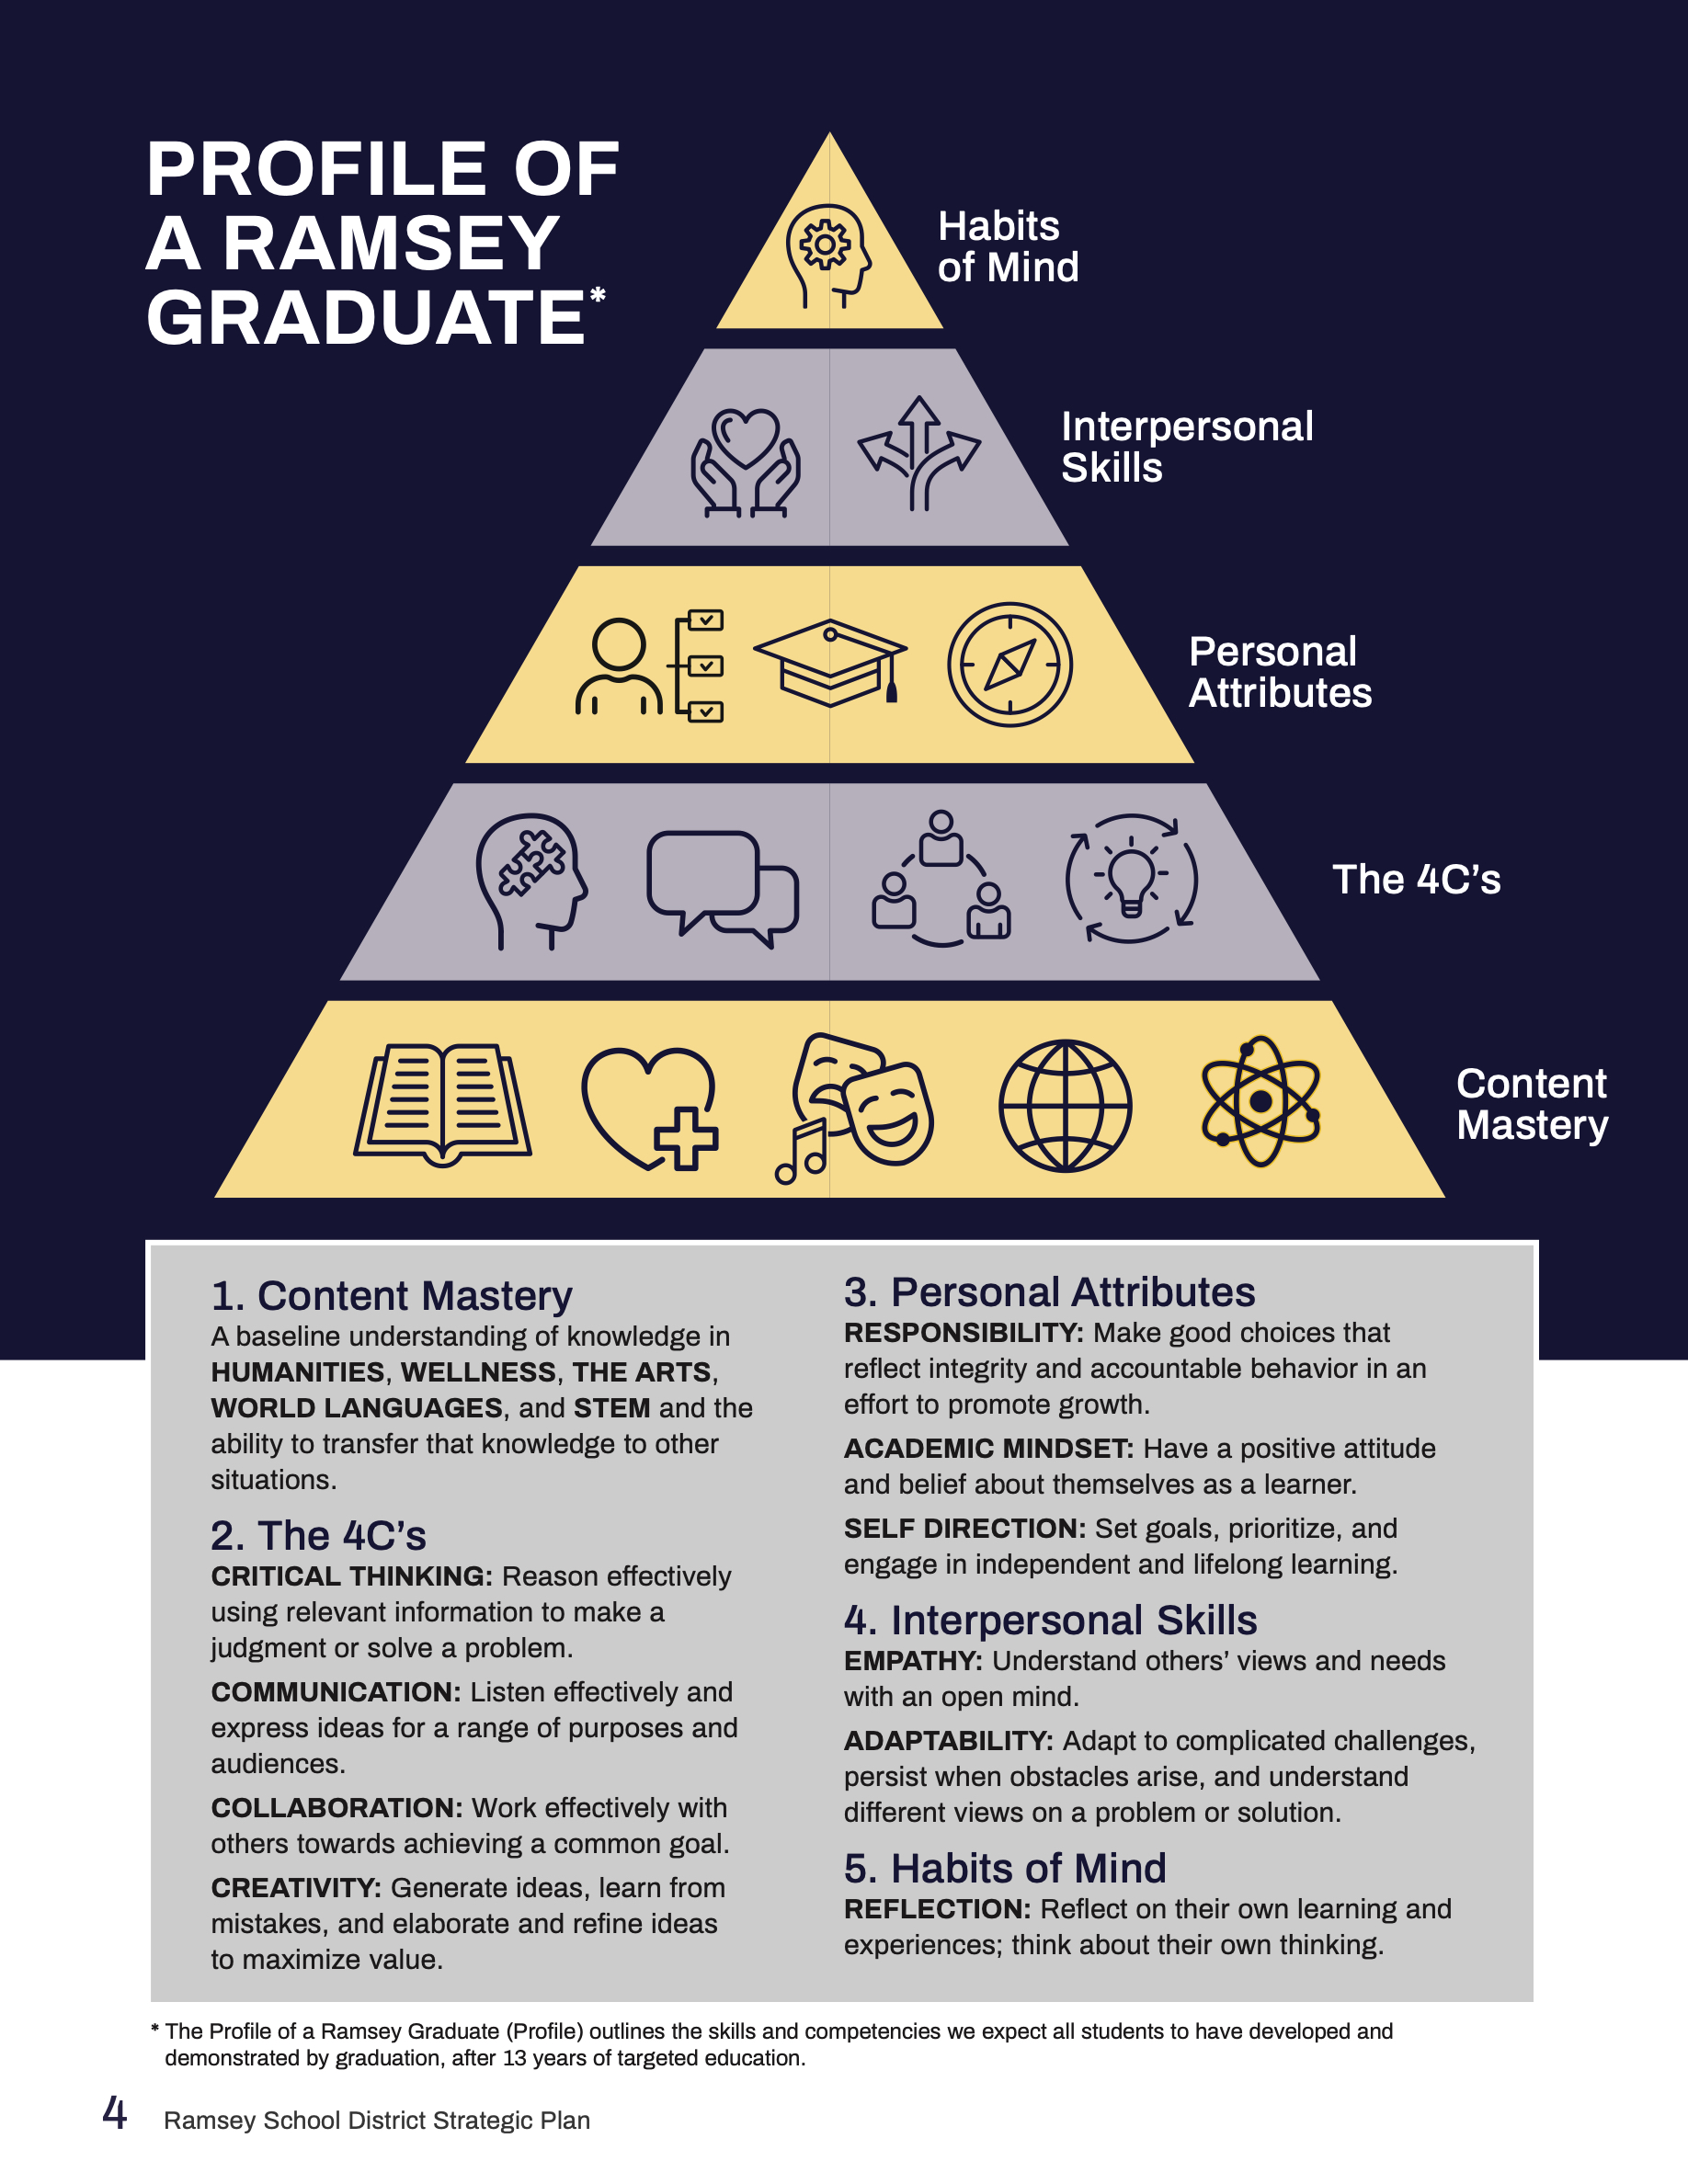 PROFILE OF
A RAMSEY
GRADUATE*
Habits
of Mind
Interpersonal
Skills
Personal
Attributes
The 4C’s
Content
Mastery
1. Content Mastery
A baseline understanding of knowledge in
HUMANITIES, WELLNESS, THE ARTS,
WORLD LANGUAGES, and STEM and the
ability to transfer that knowledge to other
situations.
2. The 4C’s
CRITICAL THINKING: Reason effectively
using relevant information to make a
judgment or solve a problem.
COMMUNICATION: Listen effectively and
express ideas for a range of purposes and
audiences.
COLLABORATION: Work effectively with
others towards achieving a common goal.
CREATIVITY: Generate ideas, learn from
mistakes, and elaborate and refine ideas
to maximize value.
3. Personal Attributes
RESPONSIBILITY: Make good choices that
reflect integrity and accountable behavior in an
effort to promote growth.
ACADEMIC MINDSET: Have a positive attitude
and belief about themselves as a learner.
SELF DIRECTION: Set goals, prioritize, and
engage in independent and lifelong learning.
4. Interpersonal Skills
EMPATHY: Understand others’ views and needs
with an open mind.
ADAPTABILITY: Adapt to complicated challenges,
persist when obstacles arise, and understand
different views on a problem or solution.
5. Habits of Mind
REFLECTION: Reflect on their own learning and
experiences; think about their own thinking.
* The Profile of a Ramsey Graduate (Profile) outlines the skills and competencies we expect all students to have developed and
demonstrated by graduation, after 13 years of targeted education.
4 Ramsey School District Strategic Plan